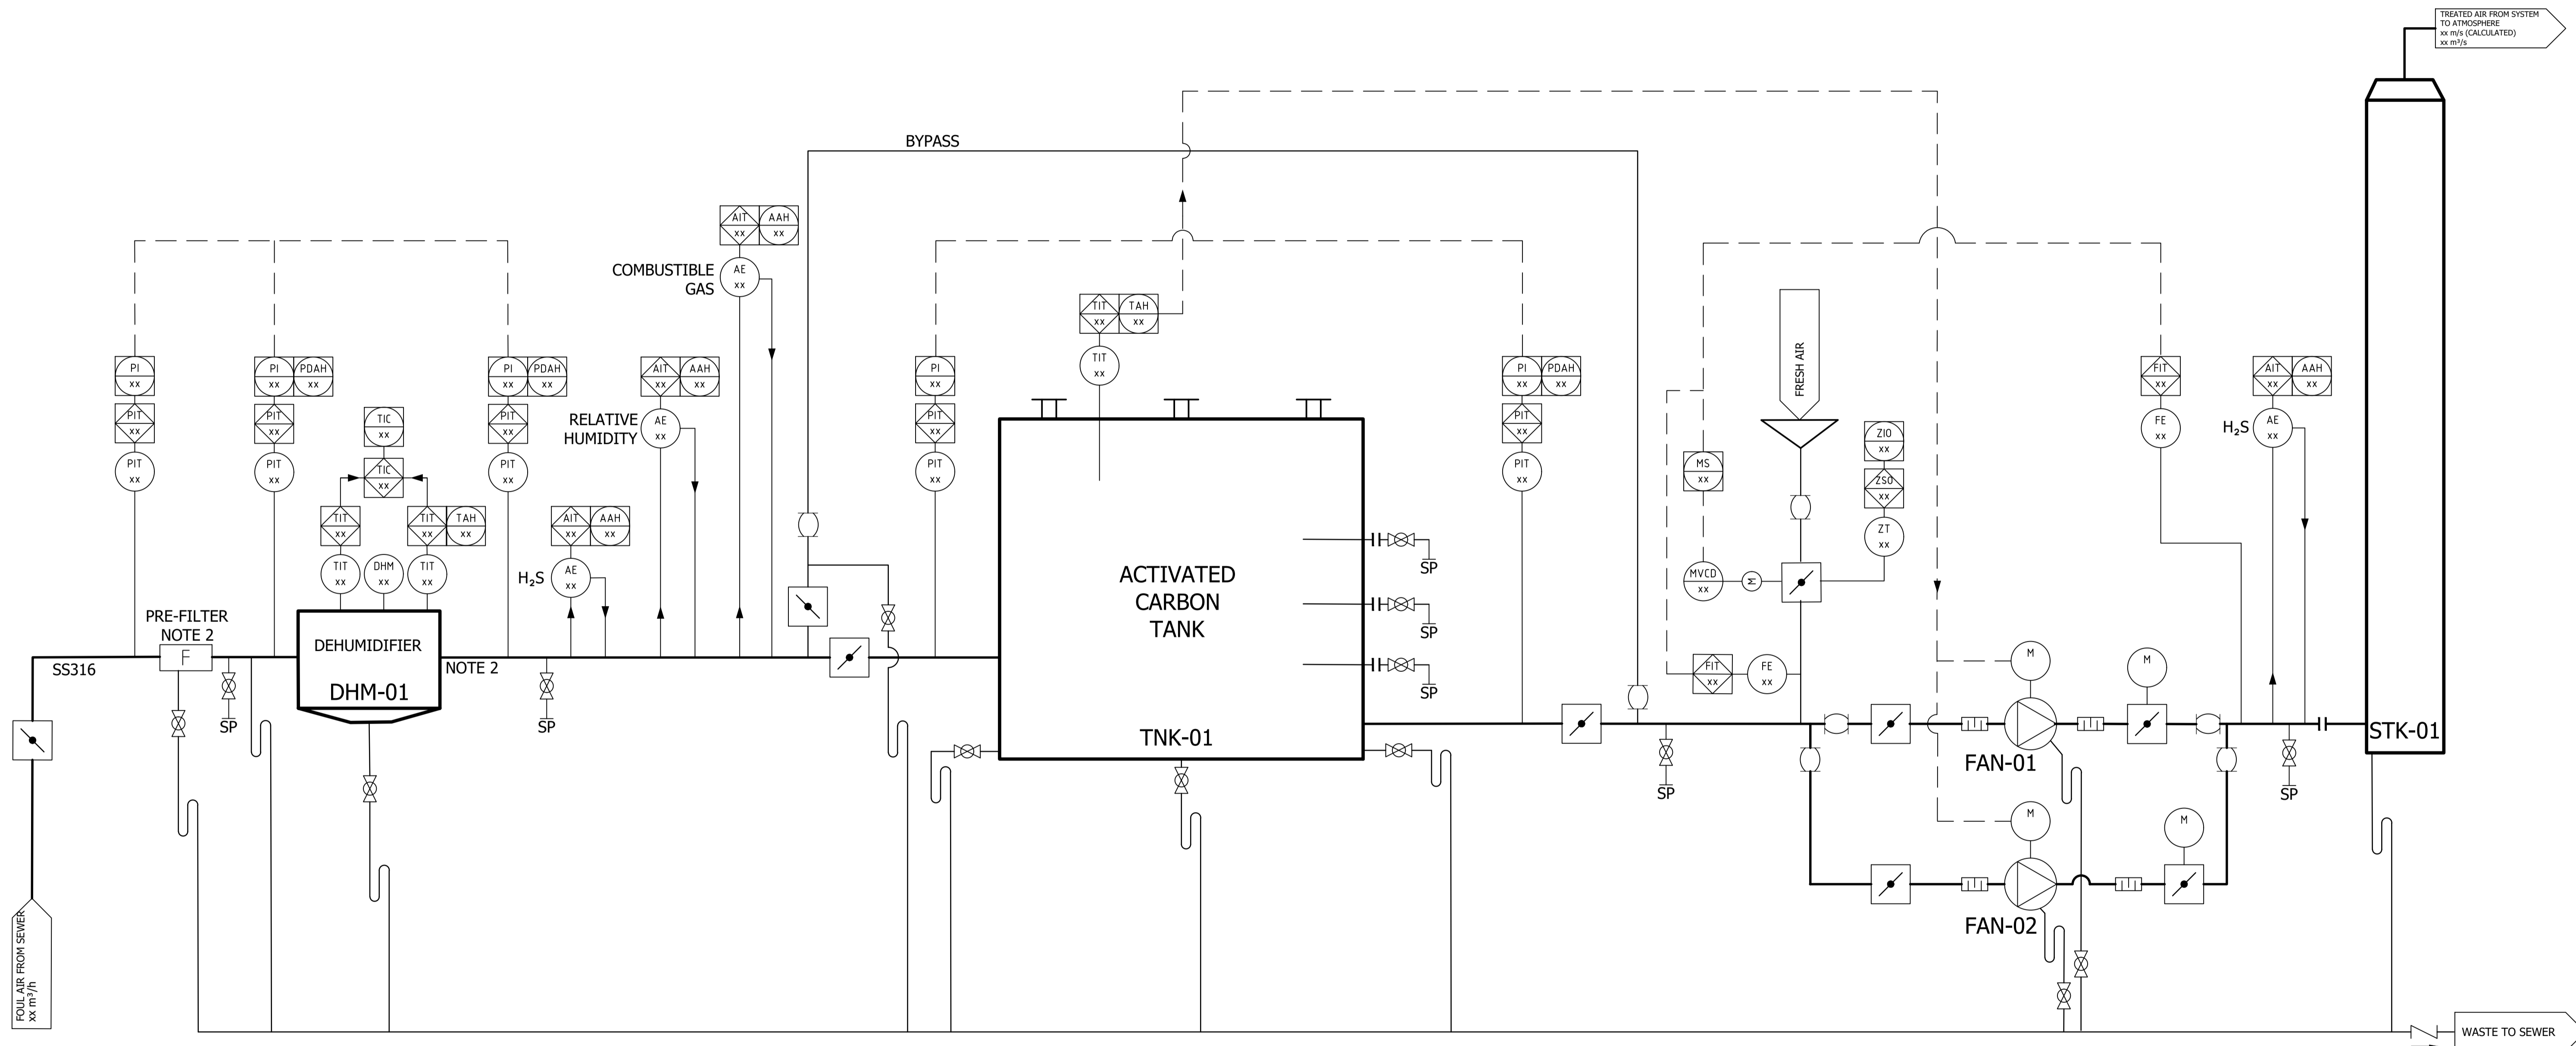 TREATED AIR FROM SYSTEM
TO ATMOSPHERE
xx m/s (CALCULATED)
xx m³/s
BYPASS
AIT
xx
AAH
xx
COMBUSTIBLE
GAS
AE
xx
TIT
xx
TAH
xx
TIT
xx
FRESH AIR
PI
xx
PIT
xx
PIT
xx
PI
xx
PDAH
xx
PIT
xx
PIT
xx
TIC
xx
TIC
xx
PI
xx
PDAH
xx
PIT
xx
PIT
xx
AIT
xx
AAH
xx
RELATIVE
HUMIDITY
AE
xx
PI
xx
PIT
xx
PIT
xx
PI
xx
PDAH
xx
PIT
xx
PIT
xx
MS
xx
ZIO
xx
ZSO
xx
ZT
xx
FIT
xx
FE
xx
AIT
xx
AAH
xx
H₂S
AE
xx
TIT
xx
TIT
xx
TAH
xx
TIT
xx
DHM
xx
TIT
xx
AIT
xx
AAH
xx
H₂S
AE
xx
MVCD
xx
M
FIT
xx
FE
xx
PRE-FILTER
NOTE 2
F
SS316
DEHUMIDIFIER
DHM-01
NOTE 2
SP
SP
ACTIVATED
CARBON
TANK
TNK-01
SP
SP
SP
SP
M
M
FAN-01
M
M
FAN-02
SP
STK-01
FOUL AIR FROM SEWER
xx m³/h
WASTE TO SEWER